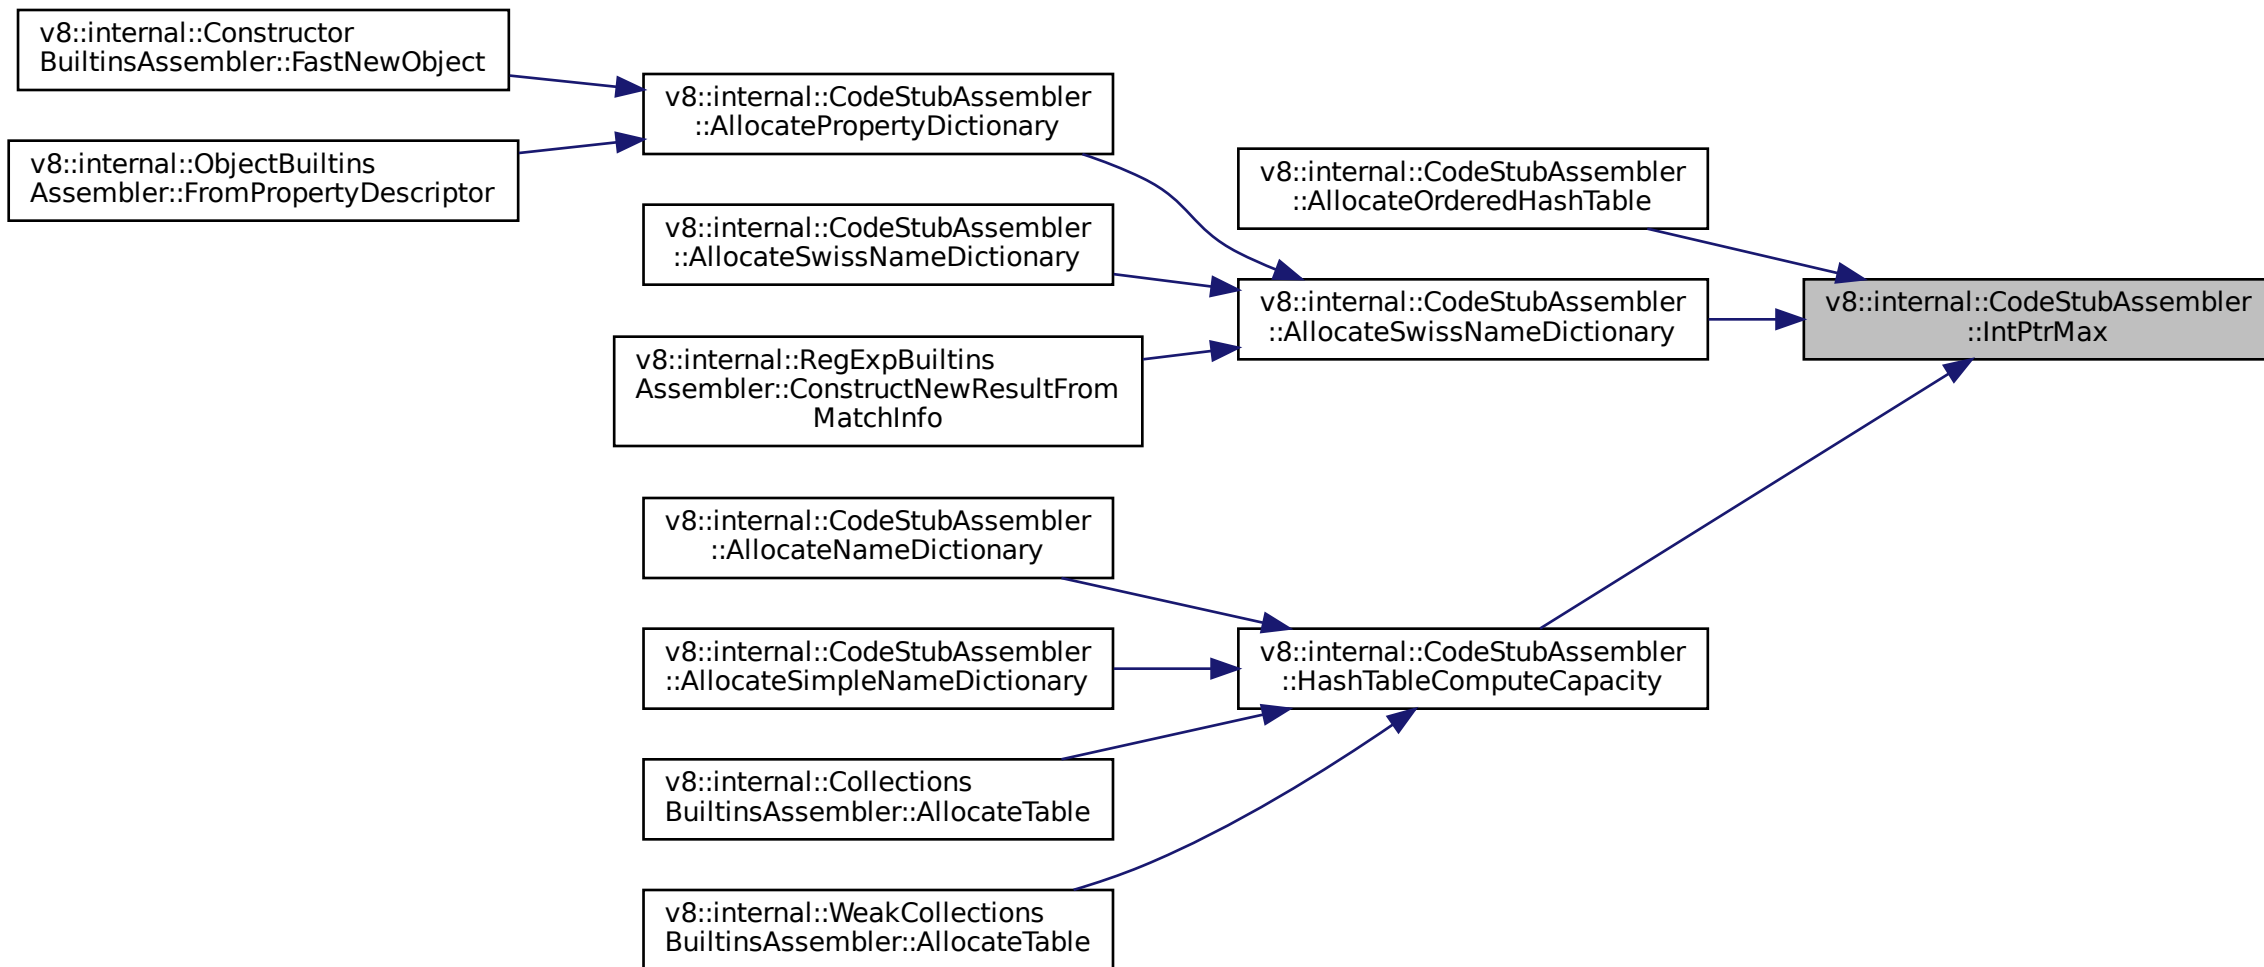 v8::internal::Constructor
BuiltinsAssembler::FastNewObject
v8::internal::ObjectBuiltins
Assembler::FromPropertyDescriptor
v8::internal::CodeStubAssembler
::AllocatePropertyDictionary
v8::internal::CodeStubAssembler
::AllocateSwissNameDictionary
v8::internal::RegExpBuiltins
Assembler::ConstructNewResultFrom
MatchInfo
v8::internal::CodeStubAssembler
::AllocateNameDictionary
v8::internal::CodeStubAssembler
::AllocateSimpleNameDictionary
v8::internal::Collections
BuiltinsAssembler::AllocateTable
v8::internal::WeakCollections
BuiltinsAssembler::AllocateTable
v8::internal::CodeStubAssembler
::AllocateOrderedHashTable
v8::internal::CodeStubAssembler
::AllocateSwissNameDictionary
v8::internal::CodeStubAssembler
::HashTableComputeCapacity
v8::internal::CodeStubAssembler
::IntPtrMax